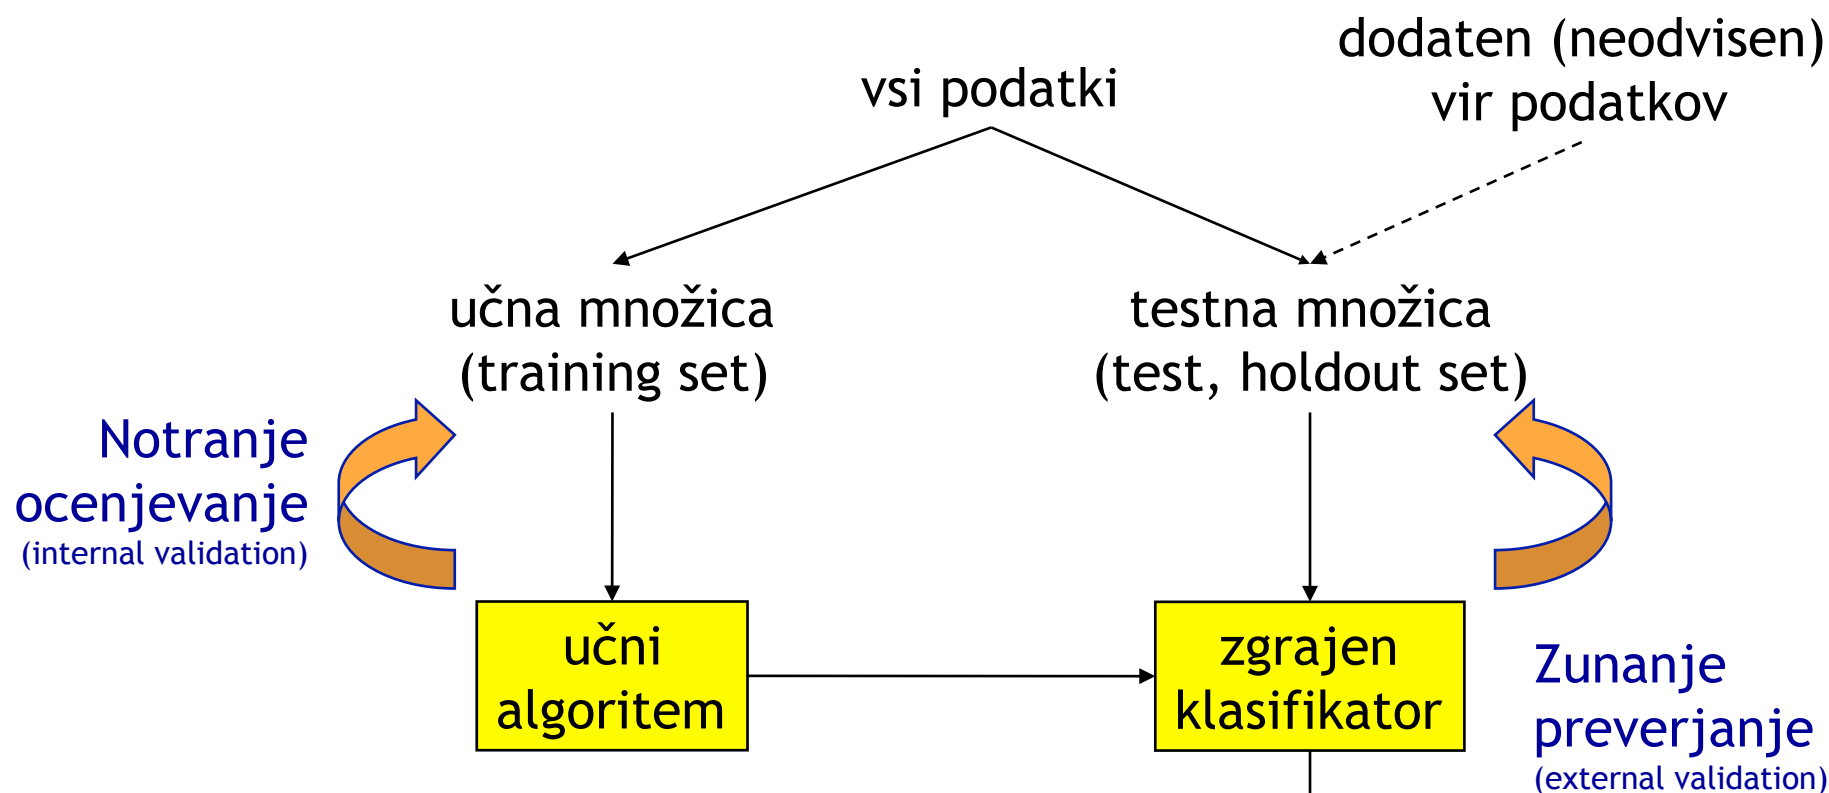 dodaten (neodvisen)
vir podatkov
vsi podatki
učna množica
(training set)
testna množica
(test, holdout set)
Notranje
ocenjevanje
(internal validation)
učni
algoritem
zgrajen
klasifikator
Zunanje
preverjanje
(external validation)